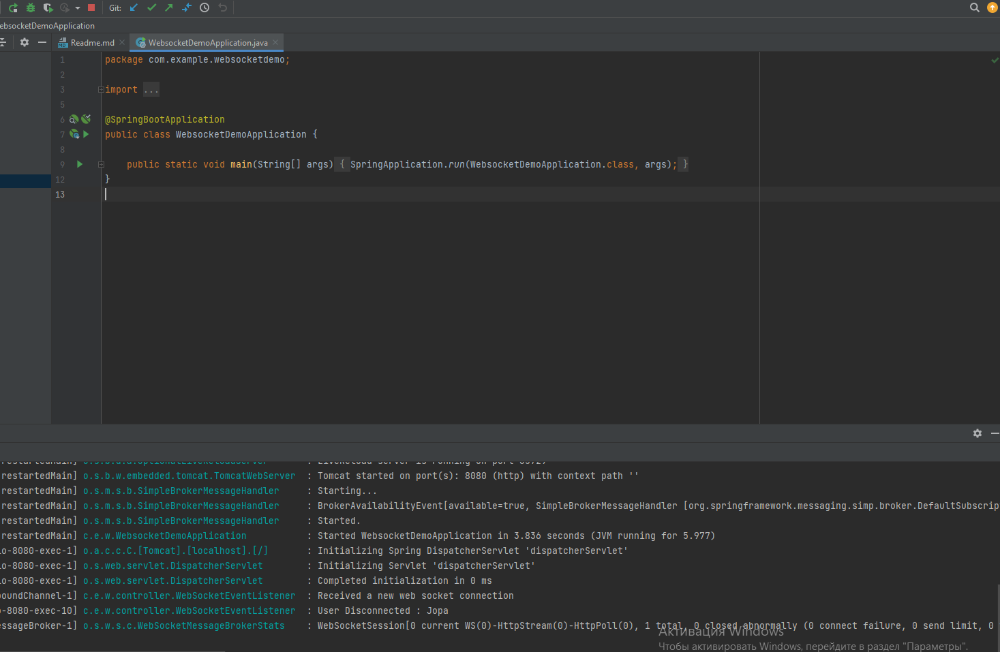 Git:
ebsocketDemoApplication
Readme.md
WebsocketDemoApplication.java
1 package com.example.websocketdemo;
2
3 import ...
5
6 @SpringBootApplication
7 public class WebsocketDemoApplication {
8
9 public static void main(String[] args) { SpringApplication.run(WebsocketDemoApplication.class, args); }
12 }
13
restartedMain] o.s.b.w.embedded.tomcat.TomcatWebServer : Tomcat started on port(s): 8080 (http) with context path ''
restartedMain] o.s.m.s.b.SimpleBrokerMessageHandler : Starting...
restartedMain] o.s.m.s.b.SimpleBrokerMessageHandler : BrokerAvailabilityEvent[available=true, SimpleBrokerMessageHandler [org.springframework.messaging.simp.broker.DefaultSubscrip
restartedMain] o.s.m.s.b.SimpleBrokerMessageHandler : Started.
restartedMain] c.e.w.WebsocketDemoApplication : Started WebsocketDemoApplication in 3.836 seconds (JVM running for 5.977)
io-8080-exec-1] o.a.c.c.C.[Tomcat].[localhost].[/] : Initializing Spring DispatcherServlet 'dispatcherServlet'
io-8080-exec-1] o.s.web.servlet.DispatcherServlet : Initializing Servlet 'dispatcherServlet'
io-8080-exec-1] o.s.web.servlet.DispatcherServlet : Completed initialization in 0 ms
boundChannel-1] c.e.w.controller.WebSocketEventListener : Received a new web socket connection
o-8080-exec-10] c.e.w.controller.WebSocketEventListener : User Disconnected : Jopa
essageBroker-1] o.s.w.s.c.WebSocketMessageBrokerStats : WebSocketSession[0 current WS(0)-HttpStream(0)-HttpPoll(0), 1 total, 0 closed abnormally (0 connect failure, 0 send limit, 0
Активация Windows
Чтобы активировать Windows, перейдите в раздел "Параметры".